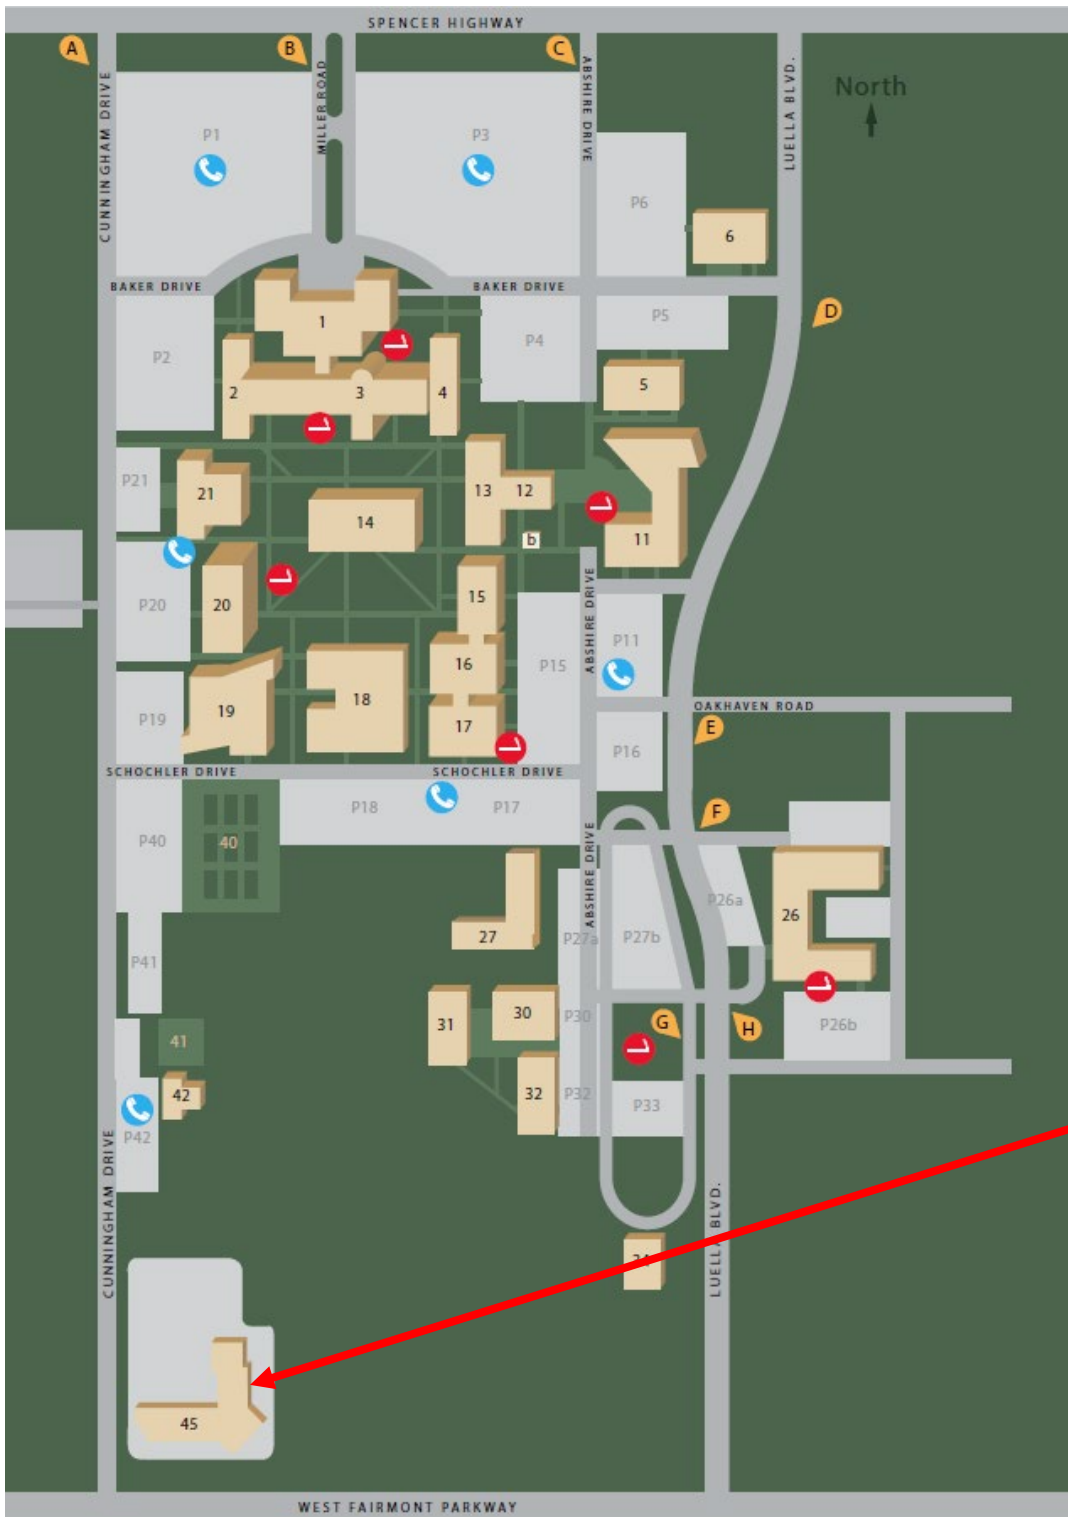 SPENCER HIGHWAY
A
B
C
CUNNINGHAM DRIVE
MILLER ROAD
ABSHIRE DRIVE
LUELLA BLVD.
North
P1
P3
P6
6
BAKER DRIVE
BAKER DRIVE
D
1
P5
P2
P4
2
3
4
5
P21
21
13
12
14
b
11
P20
20
15
ABSHIRE DRIVE
P11
16
P15
P19
19
18
17
OAKHAVEN ROAD
E
P16
SCHOCHLER DRIVE
SCHOCHLER DRIVE
P18
P17
F
P40
40
ABSHIRE DRIVE
P26a
26
27
P27a
P27b
P41
31
30
P30
G
H
P26b
41
42
32
P32
P33
P42
CUNNINGHAM DRIVE
LUELLA BLVD.
45
WEST FAIRMONT PARKWAY